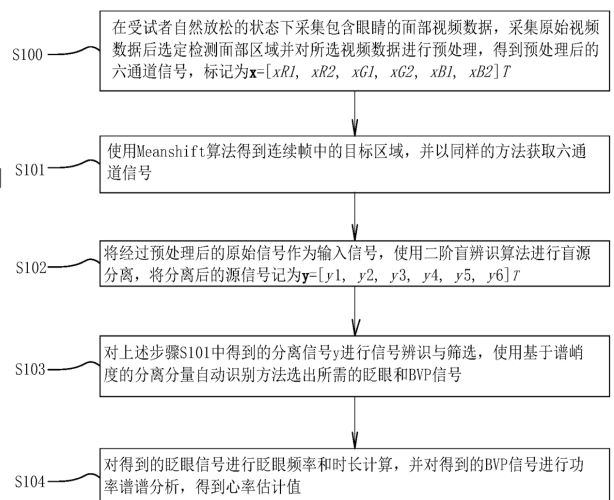 S100
在受试者自然放松的状态下采集包含眼睛的面部视频数据，采集原始视频
数据后选定检测面部区域并对所选视频数据进行预处理，得到预处理后的
六通道信号，标记为x=[xR1, xR2, xG1, xG2, xB1, xB2]T
S101
使用Meanshift算法得到连续帧中的目标区域，并以同样的方法获取六通
道信号
S102
将经过预处理后的原始信号作为输入信号，使用二阶盲辨识算法进行盲源
分离，将分离后的源信号记为y=[y1, y2, y3, y4, y5, y6]T
S103
对上述步骤S101中得到的分离信号y进行信号辨识与筛选，使用基于谱峭
度的分离分量自动识别方法选出所需的眨眼和BVP信号
S104
对得到的眨眼信号进行眨眼频率和时长计算，并对得到的BVP信号进行功
率谱谱分析，得到心率估计值